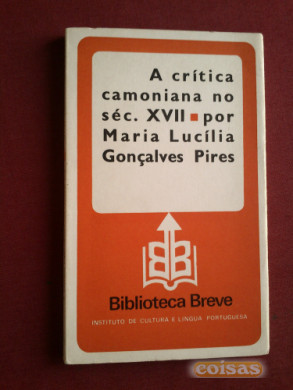 A crítica
camoniana no
séc. XVII ▪ por
Maria Lucília
Gonçalves Pires
BB
Biblioteca Breve
INSTITUTO DE CULTURA E LÍNGUA PORTUGUESA
coisas